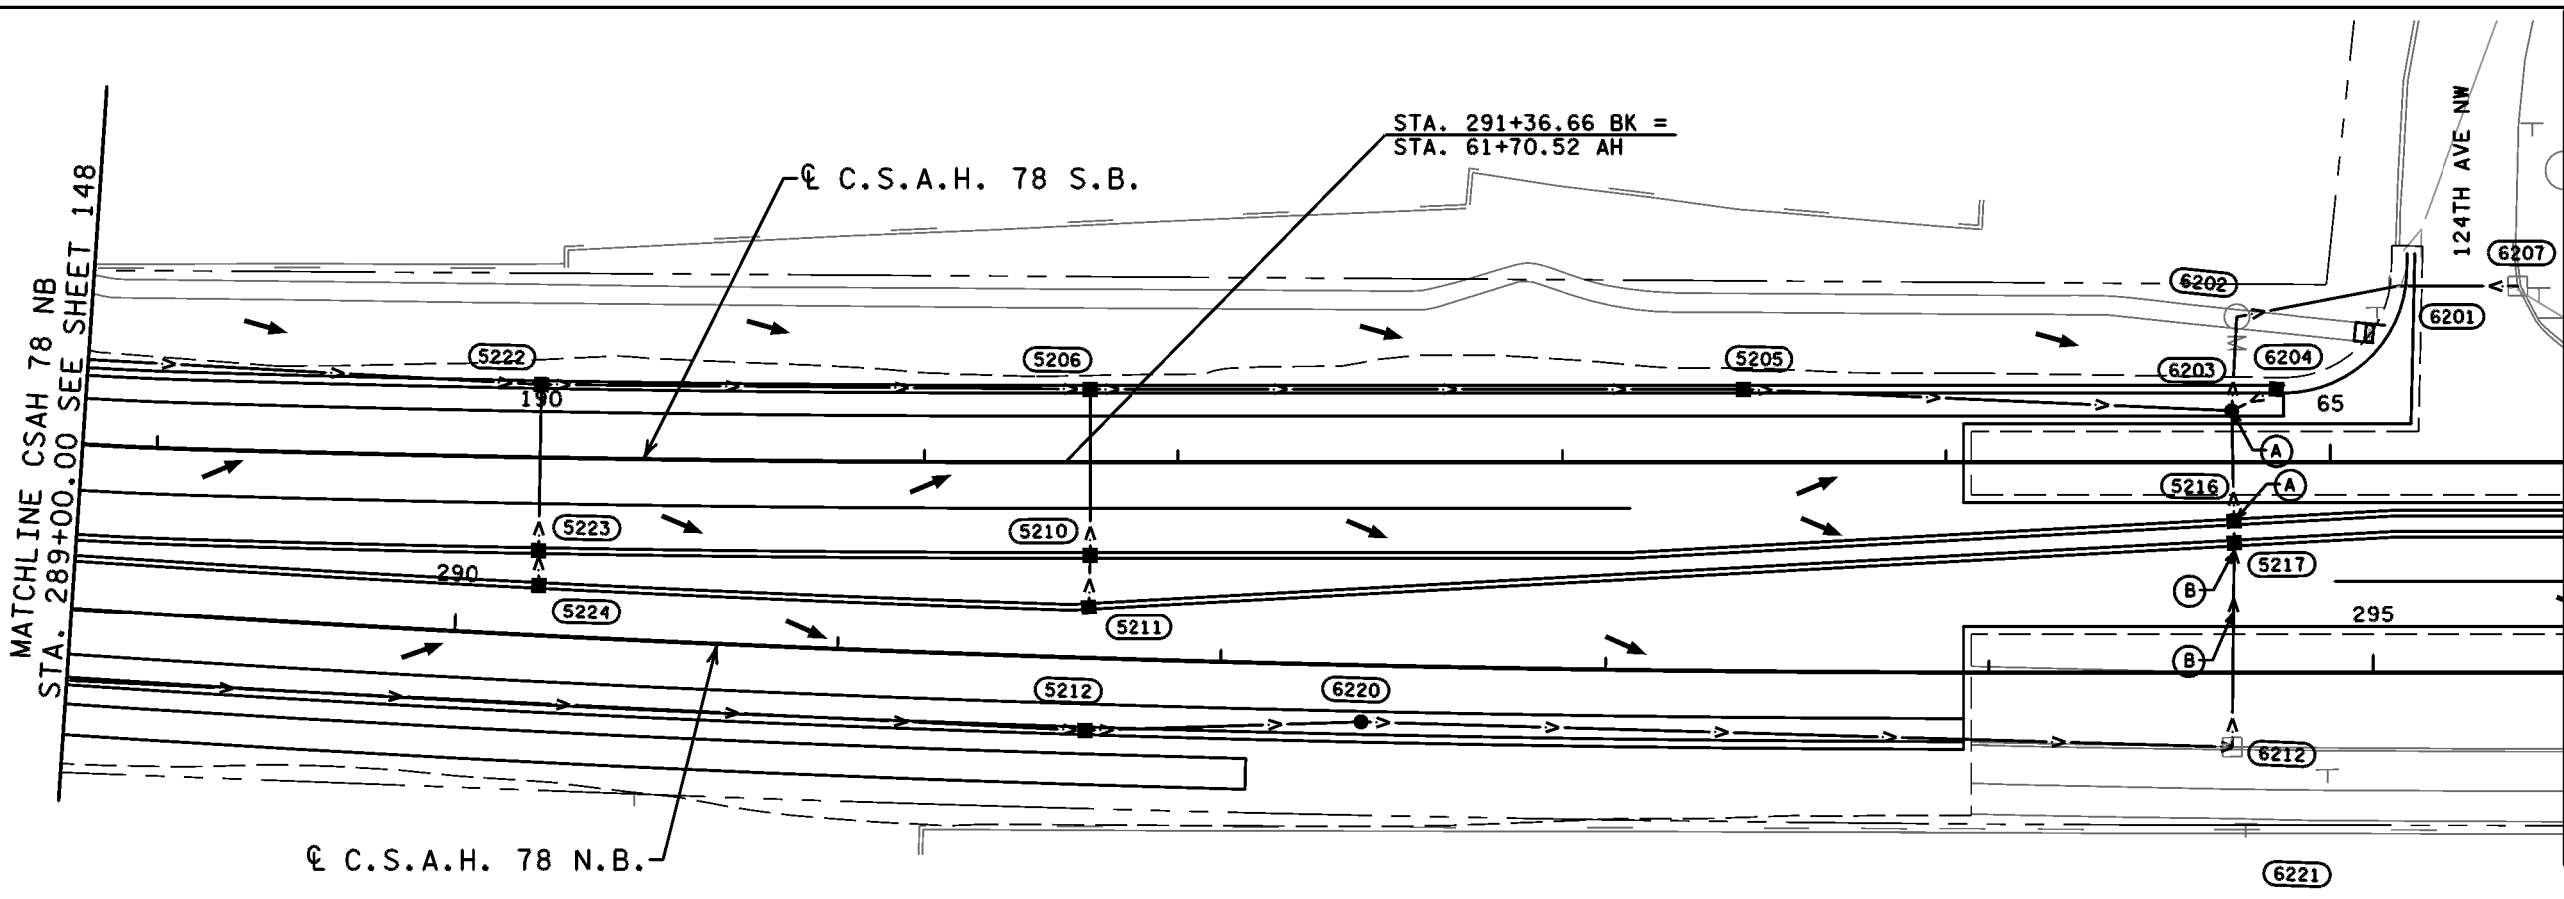 STA. 291+36.66 BK =
STA. 61+70.52 AH
℄ C.S.A.H. 78 S.B.
124TH AVE NW
MATCHLINE CSAH 78 NB
STA. 289+00.00 SEE SHEET 148
6207
6202
6201
5222
5206
5205
6203
6204
190
65
A
A
5216
5223
5210
290
5217
B
5224
5211
295
B
5212
6220
6212
℄ C.S.A.H. 78 N.B.
6221